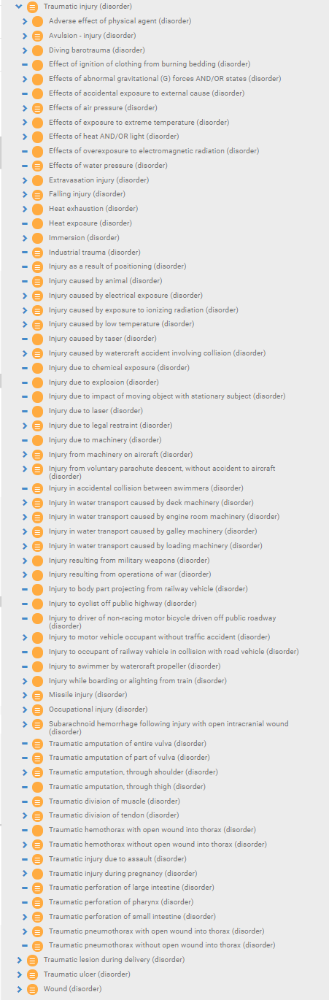 Traumatic injury (disorder)
Adverse effect of physical agent (disorder)
Avulsion - injury (disorder)
Diving barotrauma (disorder)
Effect of ignition of clothing from burning bedding (disorder)
Effects of abnormal gravitational (G) forces AND/OR states (disorder)
Effects of accidental exposure to external cause (disorder)
Effects of air pressure (disorder)
Effects of exposure to extreme temperature (disorder)
Effects of heat AND/OR light (disorder)
Effects of overexposure to electromagnetic radiation (disorder)
Effects of water pressure (disorder)
Extravasation injury (disorder)
Falling injury (disorder)
Heat exhaustion (disorder)
Heat exposure (disorder)
Immersion (disorder)
Industrial trauma (disorder)
Injury as a result of positioning (disorder)
Injury caused by animal (disorder)
Injury caused by electrical exposure (disorder)
Injury caused by exposure to ionizing radiation (disorder)
Injury caused by low temperature (disorder)
Injury caused by taser (disorder)
Injury caused by watercraft accident involving collision (disorder)
Injury due to chemical exposure (disorder)
Injury due to explosion (disorder)
Injury due to impact of moving object with stationary subject (disorder)
Injury due to laser (disorder)
Injury due to legal restraint (disorder)
Injury due to machinery (disorder)
Injury from machinery on aircraft (disorder)
Injury from voluntary parachute descent, without accident to aircraft
(disorder)
Injury in accidental collision between swimmers (disorder)
Injury in water transport caused by deck machinery (disorder)
Injury in water transport caused by engine room machinery (disorder)
Injury in water transport caused by galley machinery (disorder)
Injury in water transport caused by loading machinery (disorder)
Injury resulting from military weapons (disorder)
Injury resulting from operations of war (disorder)
Injury to body part projecting from railway vehicle (disorder)
Injury to cyclist off public highway (disorder)
Injury to driver of non-racing motor bicycle driven off public roadway
(disorder)
Injury to motor vehicle occupant without traffic accident (disorder)
Injury to occupant of railway vehicle in collision with road vehicle (disorder)
Injury to swimmer by watercraft propeller (disorder)
Injury while boarding or alighting from train (disorder)
Missile injury (disorder)
Occupational injury (disorder)
Subarachnoid hemorrhage following injury with open intracranial wound
(disorder)
Traumatic amputation of entire vulva (disorder)
Traumatic amputation of part of vulva (disorder)
Traumatic amputation, through shoulder (disorder)
Traumatic amputation, through thigh (disorder)
Traumatic division of muscle (disorder)
Traumatic division of tendon (disorder)
Traumatic hemothorax with open wound into thorax (disorder)
Traumatic hemothorax without open wound into thorax (disorder)
Traumatic injury due to assault (disorder)
Traumatic injury during pregnancy (disorder)
Traumatic perforation of large intestine (disorder)
Traumatic perforation of pharynx (disorder)
Traumatic perforation of small intestine (disorder)
Traumatic pneumothorax with open wound into thorax (disorder)
Traumatic pneumothorax without open wound into thorax (disorder)
Traumatic lesion during delivery (disorder)
Traumatic ulcer (disorder)
Wound (disorder)